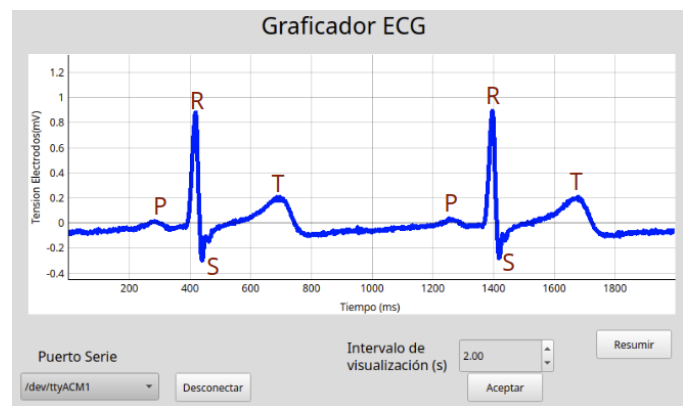 Graficador ECG
1.2
1
0.8
0.6
0.4
0.2
0
-0.2
-0.4
Tension Electrodos(mV)
P
R
S
T
P
R
S
T
200 400 600 800 1000 1200 1400 1600 1800
Tiempo (ms)
Puerto Serie
/dev/ttyACM1
Desconectar
Intervalo de
visualización (s)
2.00
Aceptar
Resumir